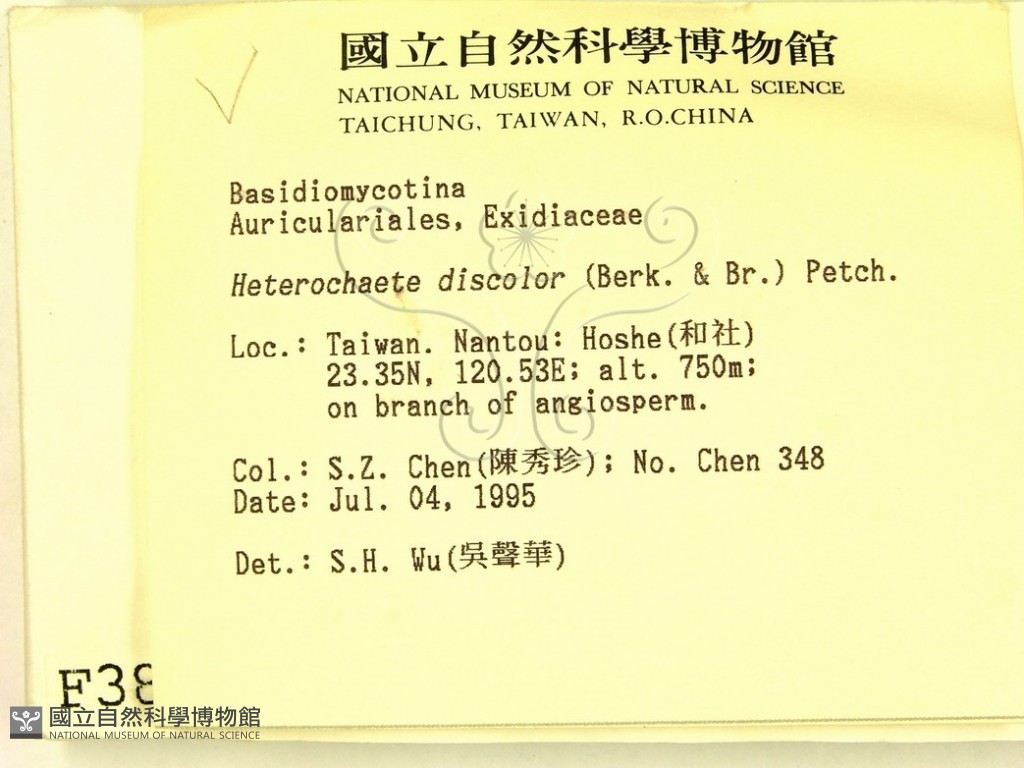 國立自然科學博物館
NATIONAL MUSEUM OF NATURAL SCIENCE
TAICHUNG, TAIWAN, R.O.CHINA
Basidiomycotina
Auriculariales, Exidiaceae
Heterochaete discolor (Berk. & Br.) Petch.
Loc.: Taiwan. Nantou: Hoshe(和社)
23.35N, 120.53E; alt. 750m;
on branch of angiosperm.
Col.: S.Z. Chen(陳秀珍); No. Chen 348
Date: Jul. 04, 1995
Det.: S.H. Wu(吳聲華)
F38
國立自然科學博物館
NATIONAL MUSEUM OF NATURAL SCIENCE